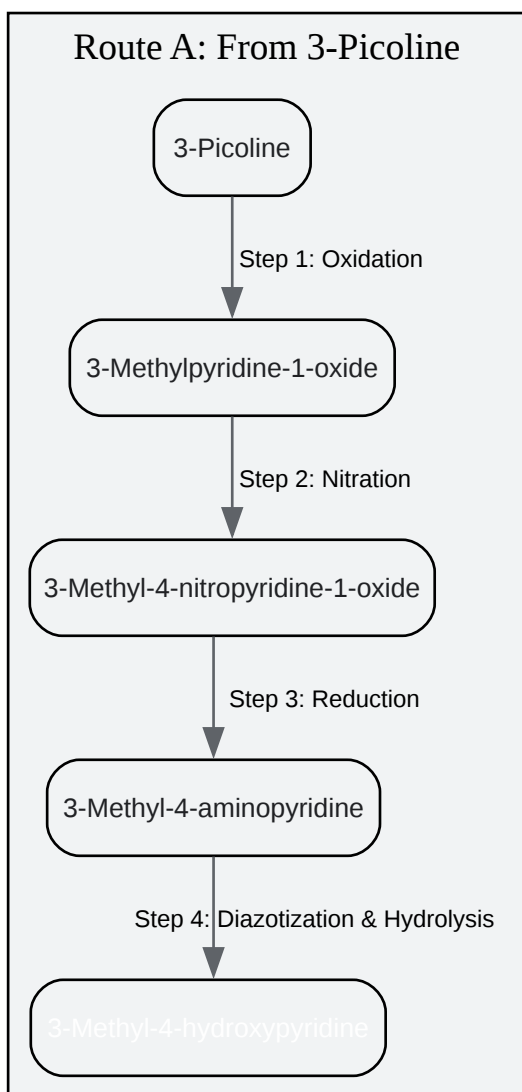 Route A: From 3-Picoline
3-Picoline
Step 1: Oxidation
3-Methylpyridine-1-oxide
Step 2: Nitration
3-Methyl-4-nitropyridine-1-oxide
Step 3: Reduction
3-Methyl-4-aminopyridine
Step 4: Diazotization & Hydrolysis
3-Methyl-4-hydroxypyridine